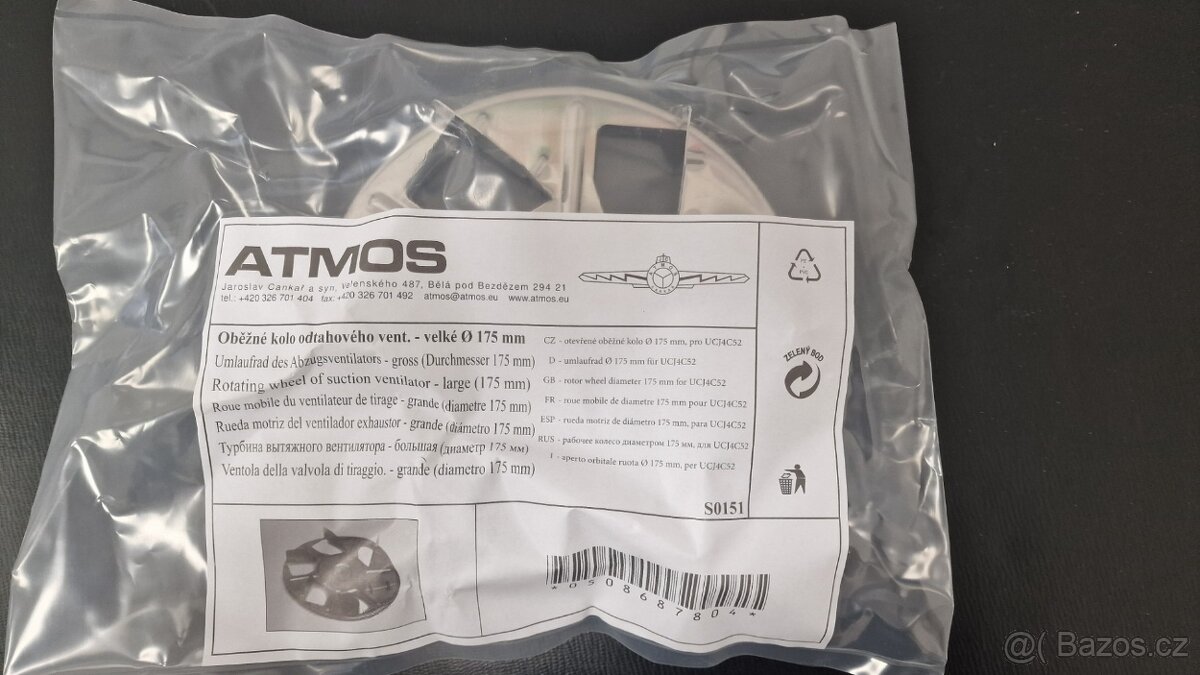 ATMOS
Jaroslav Cankař a syn, Velenského 487, Bělá pod Bezdězem 294 21
tel.: +420 326 701 404 fax: +420 326 701 492 atmos@atmos.eu www.atmos.eu
Oběžné kolo odtahového vent. - velké Ø 175 mm
Umlaufrad des Abzugsventilators - gross (Durchmesser 175 mm)
Rotating wheel of suction ventilator - large (175 mm)
Roue mobile du ventilateur de tirage - grande (diametre 175 mm)
Rueda motriz del ventilador exhaustor - grande (diámetro 175 mm)
Турбина вытяжного вентилятора - большая (диаметр 175 мм)
Ventola della valvola di tiraggio. - grande (diametro 175 mm)
CZ - otevřené oběžné kolo Ø 175 mm, pro UCJ4C52
D - umlaufrad Ø 175 mm für UCJ4C52
GB - rotor wheel diameter 175 mm for UCJ4C52
FR - roue mobile de diametre 175 mm pour UCJ4C52
ESP - rueda motriz de diámetro 175 mm, para UCJ4C52
RUS - рабочее колесо диаметром 175 мм, для UCJ4C52
I - aperto orbitale ruota Ø 175 mm, per UCJ4C52
S0151
ZELENÝ BOD
*0508687804*
@( Bazos.cz